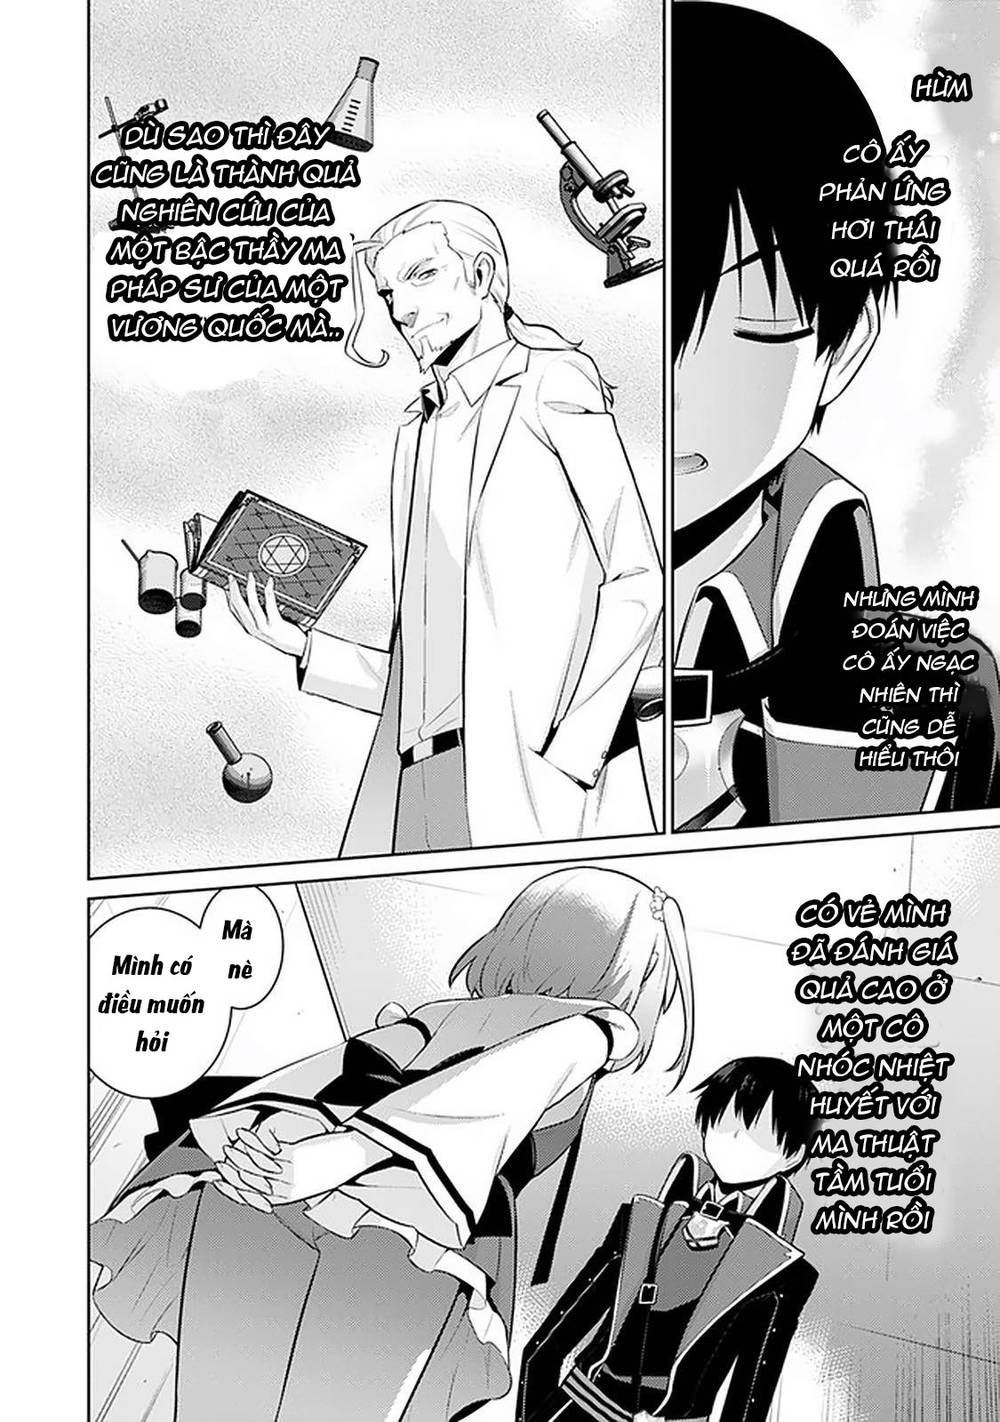 HỪM
CÔ ẤY
PHẢN ỨNG
HƠI THÁI
QUÁ RỒI
NHƯNG MÌNH
ĐOÁN VIỆC
CÔ ẤY NGẠC
NHIÊN THÌ
CŨNG DỄ
HIỂU THÔI
DÙ SAO THÌ ĐÂY
CŨNG LÀ THÀNH QUẢ
NGHIÊN CỨU CỦA
MỘT BẬC THẦY MA
PHÁP SƯ CỦA MỘT
VƯƠNG QUỐC MÀ..
CÓ VẺ MÌNH
ĐÃ ĐÁNH GIÁ
QUẢ CAO Ở
MỘT CÔ
NHÓC NHIỆT
HUYẾT VỚI
MA THUẬT
TẦM TUỔI
MÌNH RỒI
Mà
nè
Mình có
điều muốn
hỏi